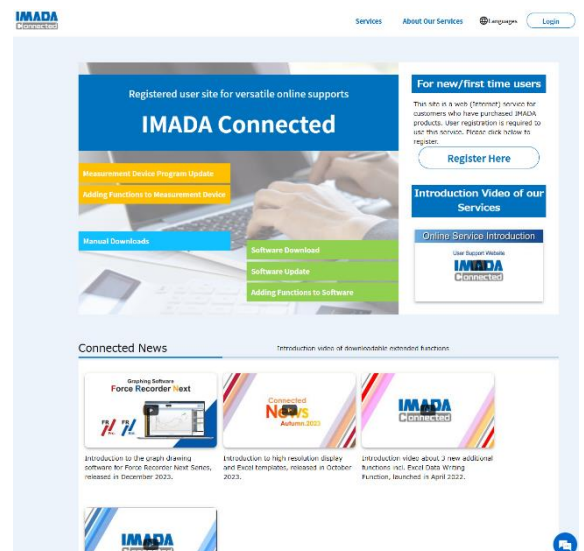 IMADA
Connected
Services
About Our Services
Languages
Login
Registered user site for versatile online supports
IMADA Connected
Measurement Device Program Update
Adding Functions to Measurement Device
Manual Downloads
Software Download
Software Update
Adding Functions to Software
For new/first time users
This site is a web (Internet) service for
customers who have purchased IMADA
products. User registration is required to
use this service. Please click below to
register.
Register Here
Introduction Video of our
Services
Online Service Introduction
User Support Website
IMADA
Connected
Connected News
Introduction video of downloadable extended functions
Graphing Software
Force Recorder Next
Introduction to the graph drawing
software for Force Recorder Next Series,
released in December 2023.
Connected
News
Autumn.2023
Introduction to high resolution display
and Excel templates, released in October
2023.
IMADA
Connected
Introduction video about 3 new additional
functions incl. Excel Data Writing
Function, launched in April 2022.
IMADA